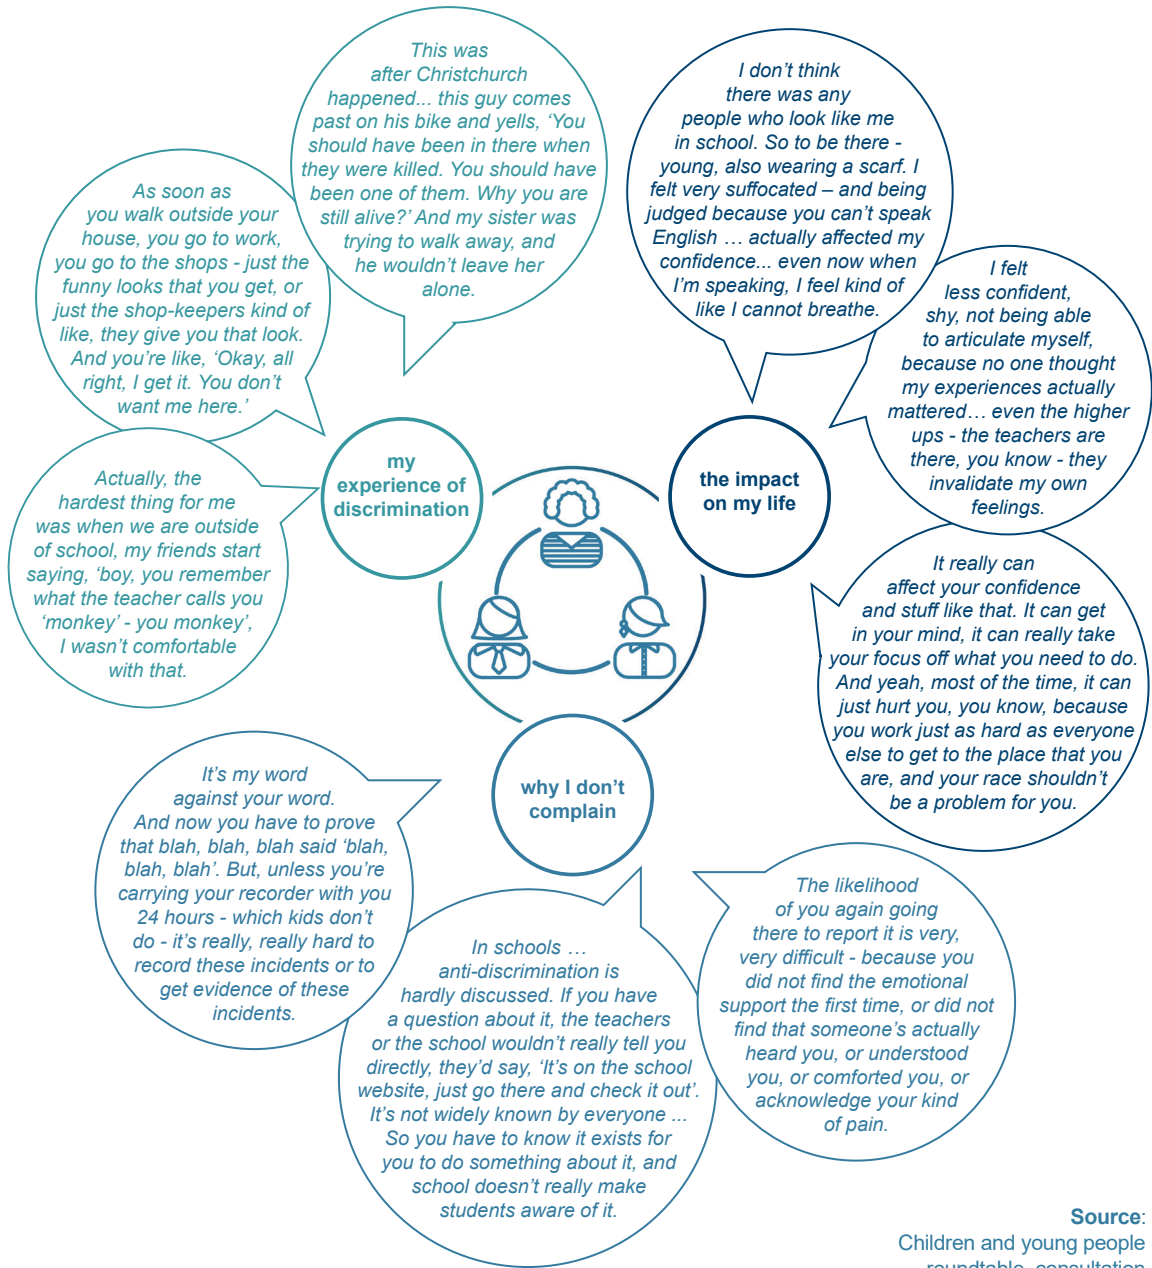 This was
after Christchurch
happened... this guy comes
past on his bike and yells, ‘You
should have been in there when
they were killed. You should have
been one of them. Why you are
still alive?’ And my sister was
trying to walk away, and
he wouldn’t leave her
alone.
I don’t think
there was any
people who look like me
in school. So to be there -
young, also wearing a scarf. I
felt very suffocated – and being
judged because you can’t speak
English … actually affected my
confidence... even now when
I’m speaking, I feel kind of
like I cannot breathe.
As soon as
you walk outside your
house, you go to work,
you go to the shops - just the
funny looks that you get, or
just the shop-keepers kind of
like, they give you that look.
And you’re like, ‘Okay, all
right, I get it. You don’t
want me here.’
I felt
less confident,
shy, not being able
to articulate myself,
because no one thought
my experiences actually
mattered… even the higher
ups - the teachers are
there, you know - they
invalidate my own
feelings.
Actually, the
hardest thing for me
was when we are outside
of school, my friends start
saying, ‘boy, you remember
what the teacher calls you
‘monkey’ - you monkey’,
I wasn’t comfortable
with that.
my
experience of
discrimination
the impact
on my life
It really can
affect your confidence
and stuff like that. It can get
in your mind, it can really take
your focus off what you need to do.
And yeah, most of the time, it can
just hurt you, you know, because
you work just as hard as everyone
else to get to the place that you
are, and your race shouldn’t
be a problem for you.
why I don’t
complain
It’s my word
against your word.
And now you have to prove
that blah, blah, blah said ‘blah,
blah, blah’. But, unless you’re
carrying your recorder with you
24 hours - which kids don’t
do - it’s really, really hard to
record these incidents or to
get evidence of these
incidents.
In schools …
anti-discrimination is
hardly discussed. If you have
a question about it, the teachers
or the school wouldn’t really tell you
directly, they’d say, ‘It’s on the school
website, just go there and check it out’.
It’s not widely known by everyone ...
So you have to know it exists for
you to do something about it, and
school doesn’t really make
students aware of it.
The likelihood
of you again going
there to report it is very,
very difficult - because you
did not find the emotional
support the first time, or did not
find that someone’s actually
heard you, or understood
you, or comforted you, or
acknowledge your kind
of pain.
Source:
Children and young people
roundtable, consultation